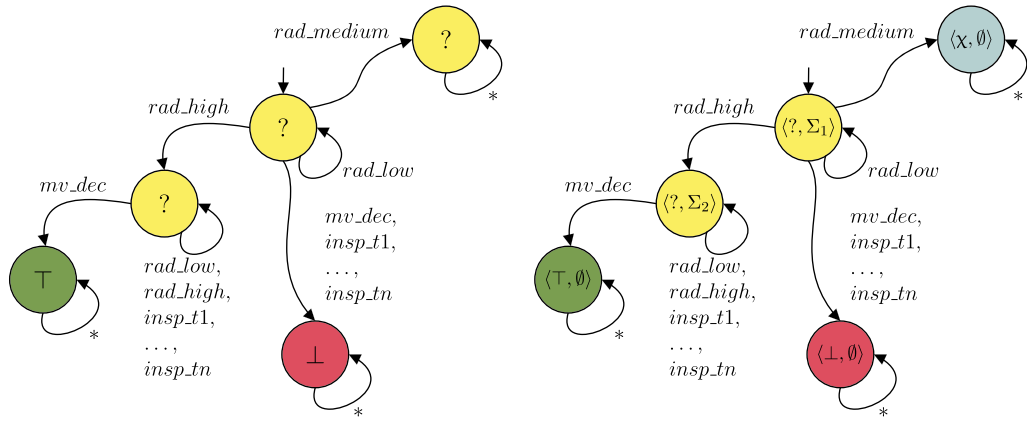 rad_medium
?
*
rad_high
?
rad_low
mv_dec
?
mv_dec,
insp_t1,
...,
insp_tn
⊤
*
rad_low,
rad_high,
insp_t1,
...,
insp_tn
⊥
*
rad_medium
⟨χ, ∅⟩
*
rad_high
⟨?, Σ₁⟩
rad_low
mv_dec
⟨?, Σ₂⟩
mv_dec,
insp_t1,
...,
insp_tn
⟨⊤, ∅⟩
*
rad_low,
rad_high,
insp_t1,
...,
insp_tn
⟨⊥, ∅⟩
*